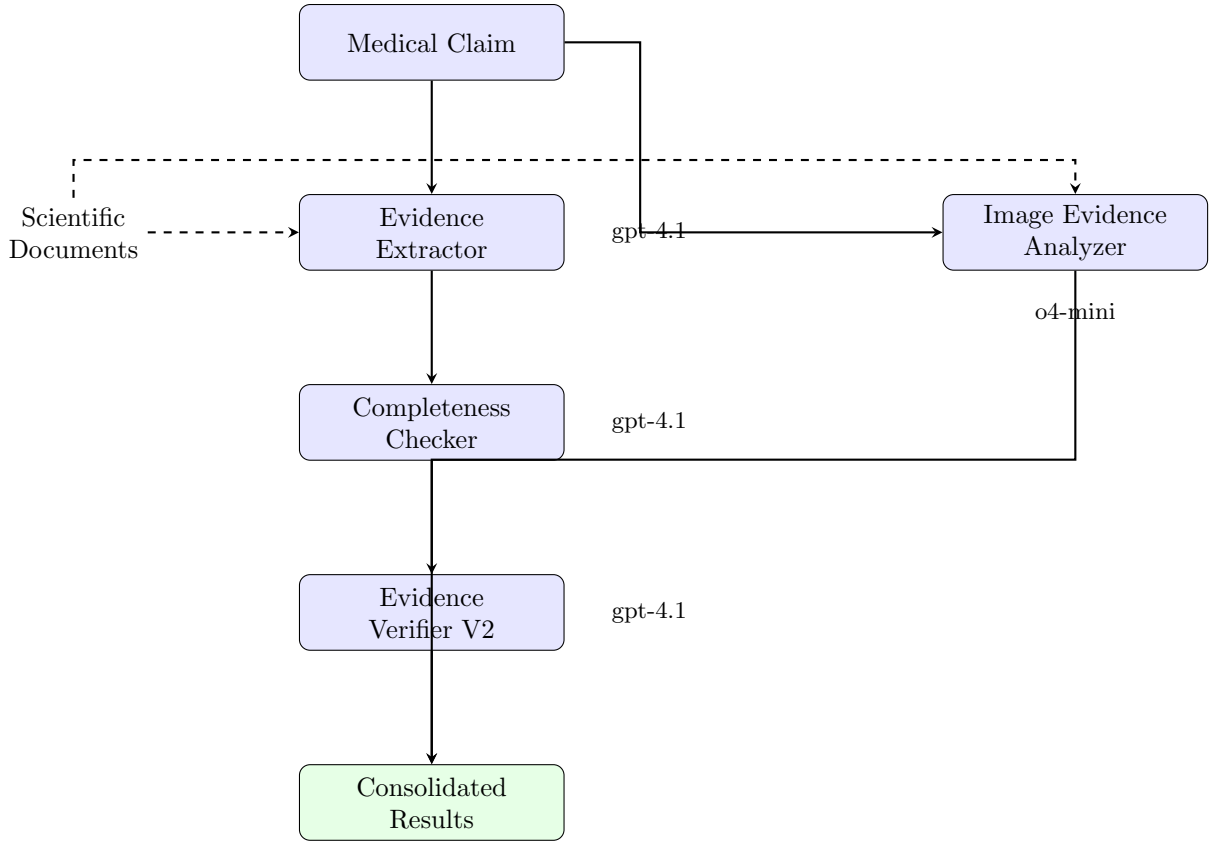 Medical Claim
Scientific
Documents
Evidence
Extractor
gpt-4.1
Image Evidence
Analyzer
o4-mini
Completeness
Checker
gpt-4.1
Evidence
Verifier V2
gpt-4.1
Consolidated
Results